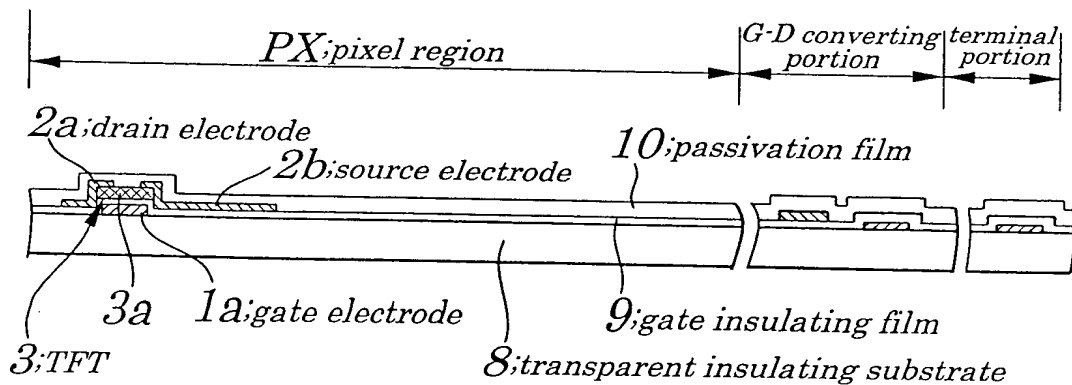 PX;pixel region
G-D converting portion
terminal portion
2a;drain electrode
2b;source electrode
10;passivation film
3a
1a;gate electrode
9;gate insulating film
3;TFT
8;transparent insulating substrate